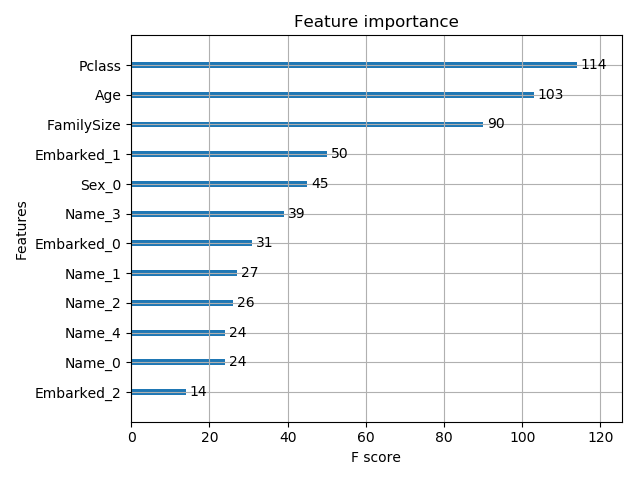 Feature importance
Pclass 114
Age 103
FamilySize 90
Embarked_1 50
Sex_0 45
Name_3 39
Embarked_0 31
Name_1 27
Name_2 26
Name_4 24
Name_0 24
Embarked_2 14
Features
0 20 40 60 80 100 120
F score